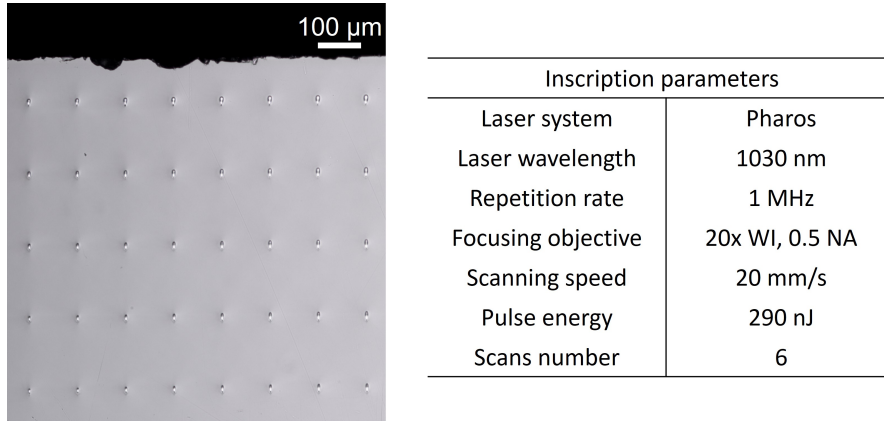 100 µm
Inscription parameters
Laser system Pharos
Laser wavelength 1030 nm
Repetition rate 1 MHz
Focusing objective 20x WI, 0.5 NA
Scanning speed 20 mm/s
Pulse energy 290 nJ
Scans number 6